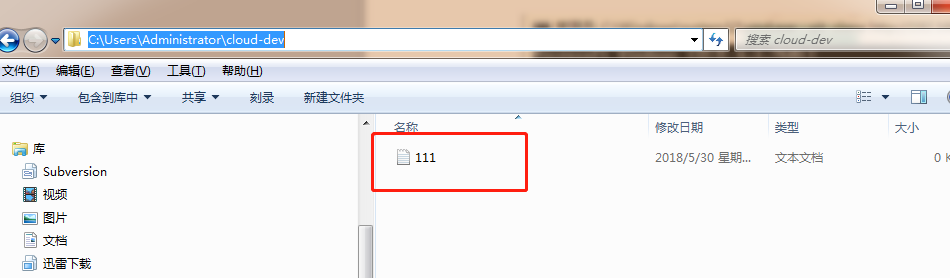 C:\Users\Administrator\cloud-dev
搜索 cloud-dev
文件(F) 编辑(E) 查看(V) 工具(T) 帮助(H)
组织 包含到库中 共享 刻录 新建文件夹
名称 修改日期 类型 大小
库
111 2018/5/30 星期... 文本文档 0 K
Subversion
视频
图片
文档
迅雷下载